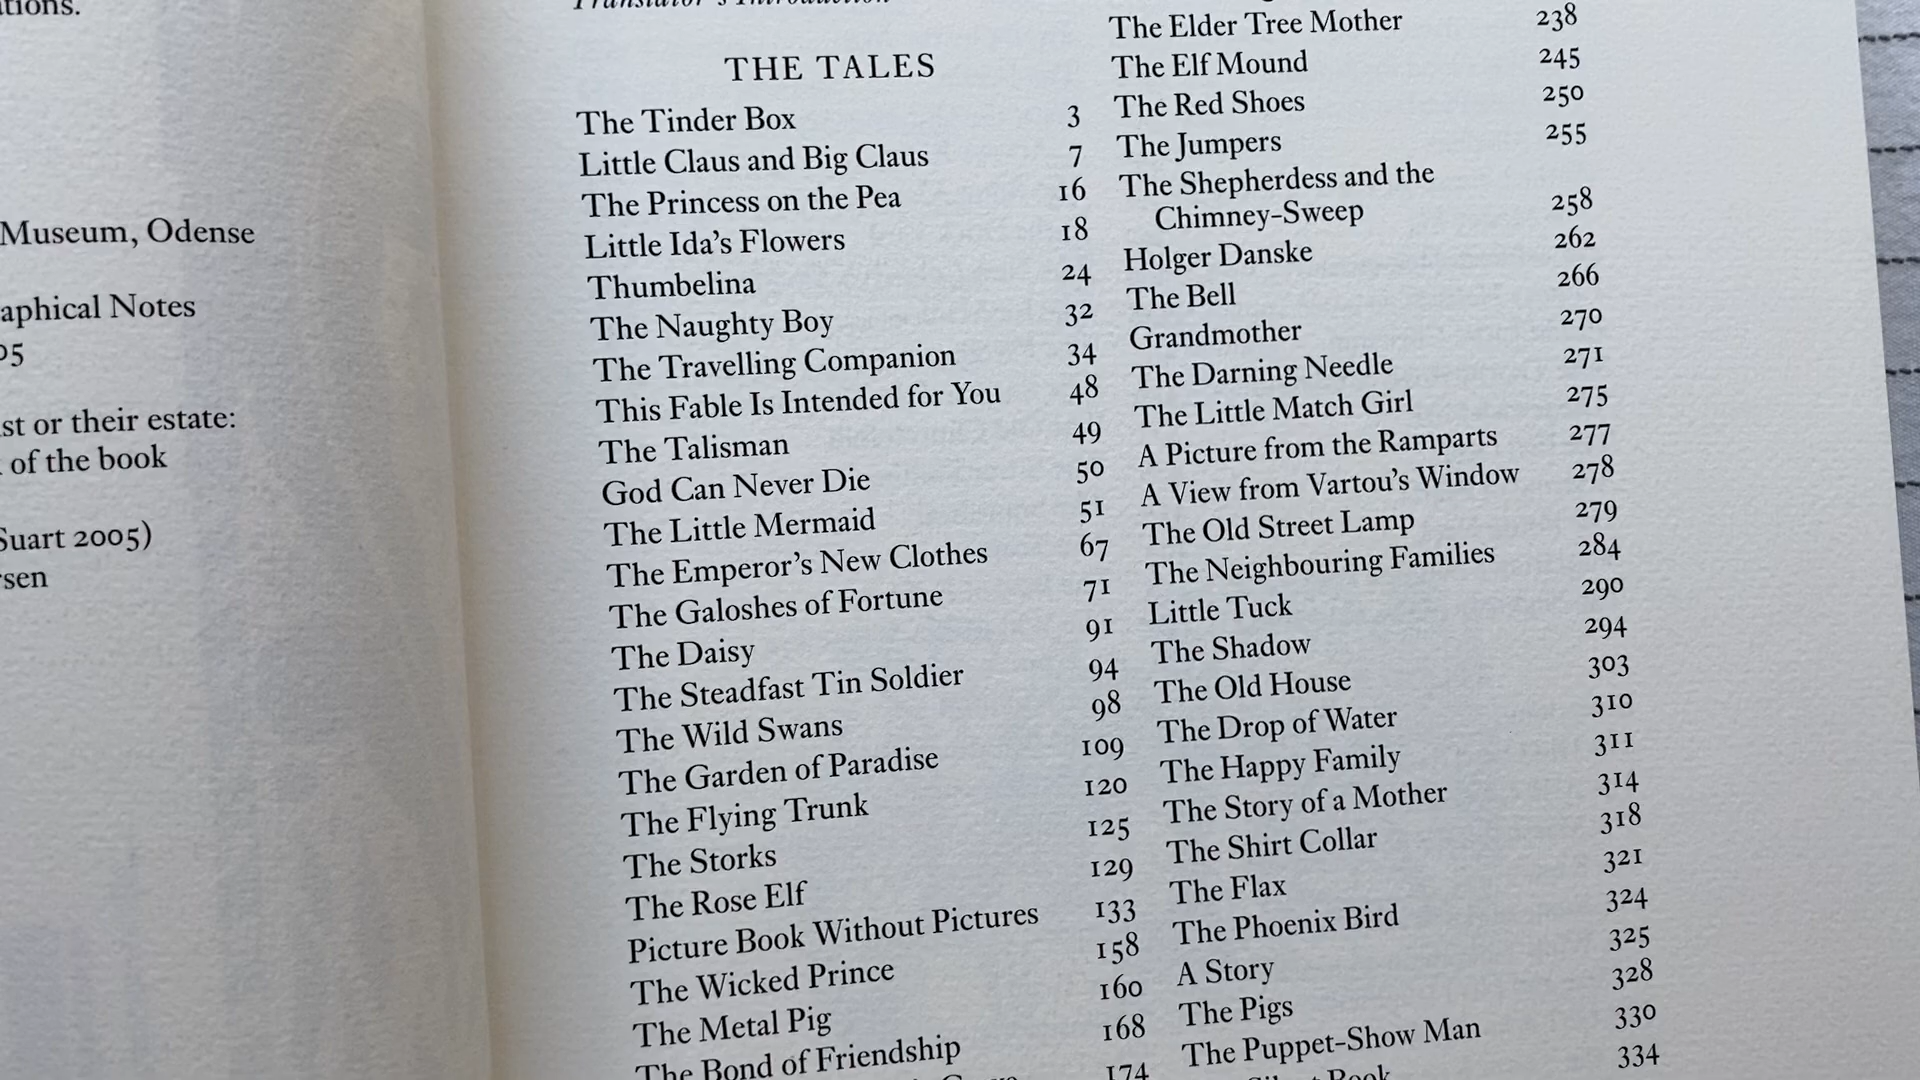 tions.
Museum, Odense
aphical Notes
05
st or their estate:
of the book
Suart 2005)
rsen
Translator's Introduction
THE TALES
The Tinder Box 3
Little Claus and Big Claus 7
The Princess on the Pea 16
Little Ida's Flowers 18
Thumbelina 24
The Naughty Boy 32
The Travelling Companion 34
This Fable Is Intended for You 48
The Talisman 49
God Can Never Die 50
The Little Mermaid 51
The Emperor's New Clothes 67
The Galoshes of Fortune 71
The Daisy 91
The Steadfast Tin Soldier 94
The Wild Swans 98
The Garden of Paradise 109
The Flying Trunk 120
The Storks 125
The Rose Elf 129
Picture Book Without Pictures 133
The Wicked Prince 158
The Metal Pig 160
The Bond of Friendship 168
174
The Elder Tree Mother 238
The Elf Mound 245
The Red Shoes 250
The Jumpers 255
The Shepherdess and the
Chimney-Sweep 258
Holger Danske 262
The Bell 266
Grandmother 270
The Darning Needle 271
The Little Match Girl 275
A Picture from the Ramparts 277
A View from Vartou's Window 278
The Old Street Lamp 279
The Neighbouring Families 284
Little Tuck 290
The Shadow 294
The Old House 303
The Drop of Water 310
The Happy Family 311
The Story of a Mother 314
The Shirt Collar 318
The Flax 321
The Phoenix Bird 324
A Story 325
The Pigs 328
The Puppet-Show Man 330
Silent Book 334